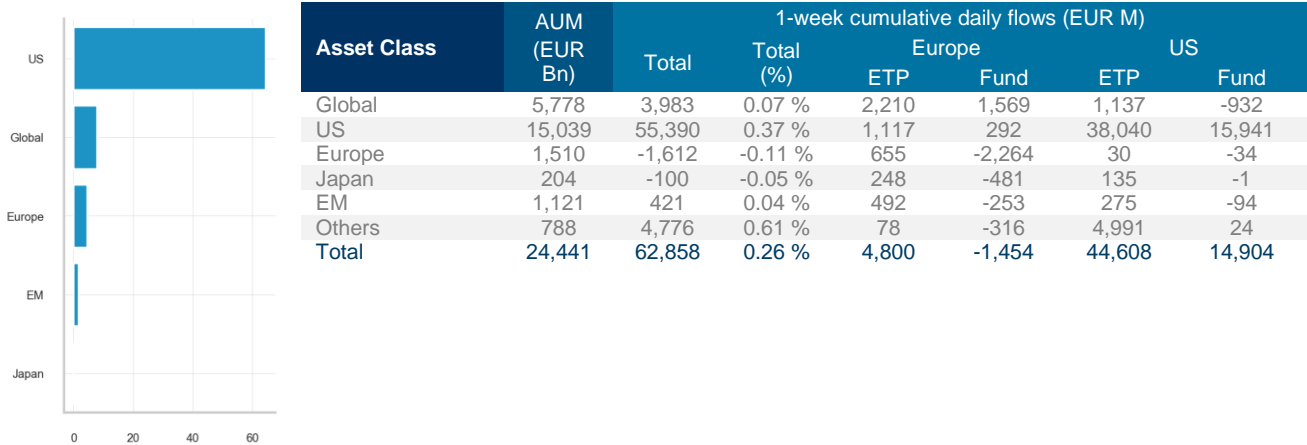 US
Global
Europe
EM
Japan
0 20 40 60
Asset Class
AUM (EUR Bn)
1-week cumulative daily flows (EUR M)
Total
Total (%)
Europe
US
ETP Fund ETP Fund
Global 5,778 3,983 0.07 % 2,210 1,569 1,137 -932
US 15,039 55,390 0.37 % 1,117 292 38,040 15,941
Europe 1,510 -1,612 -0.11 % 655 -2,264 30 -34
Japan 204 -100 -0.05 % 248 -481 135 -1
EM 1,121 421 0.04 % 492 -253 275 -94
Others 788 4,776 0.61 % 78 -316 4,991 24
Total 24,441 62,858 0.26 % 4,800 -1,454 44,608 14,904